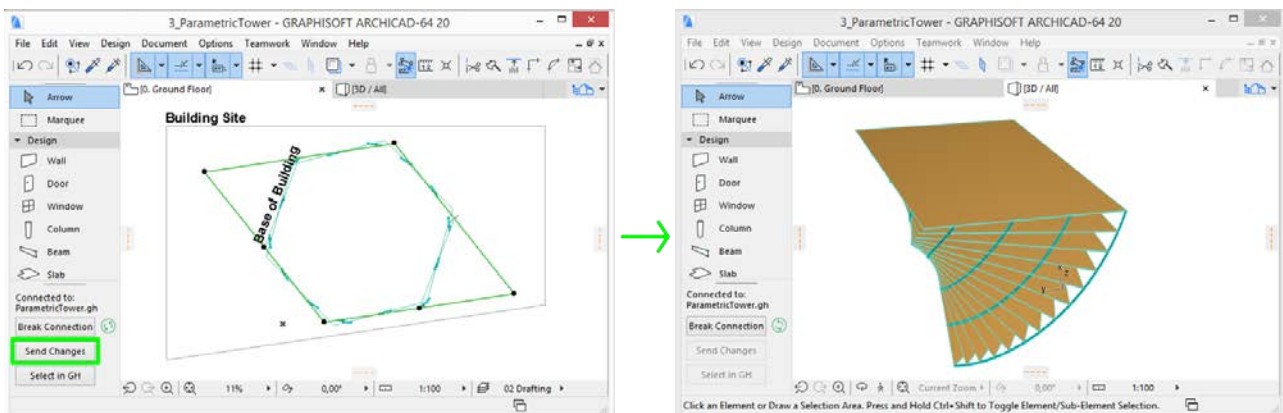 3_ParametricTower - GRAPHISOFT ARCHICAD-64 20
File Edit View Design Document Options Teamwork Window Help
[0. Ground Floor]
[3D / All]
Arrow
Marquee
Design
Wall
Door
Window
Column
Beam
Slab
Connected to:
ParametricTower.gh
Break Connection
Send Changes
Select in GH
Building Site
Base of Building
11%
0,00°
1:100
02 Drafting
3_ParametricTower - GRAPHISOFT ARCHICAD-64 20
File Edit View Design Document Options Teamwork Window Help
[0. Ground Floor]
[3D / All]
Arrow
Marquee
Design
Wall
Door
Window
Column
Beam
Slab
Connected to:
ParametricTower.gh
Break Connection
Send Changes
Select in GH
z
y
Current Zoom
0,00°
1:100
Click an Element or Draw a Selection Area. Press and Hold Ctrl+Shift to Toggle Element/Sub-Element Selection.